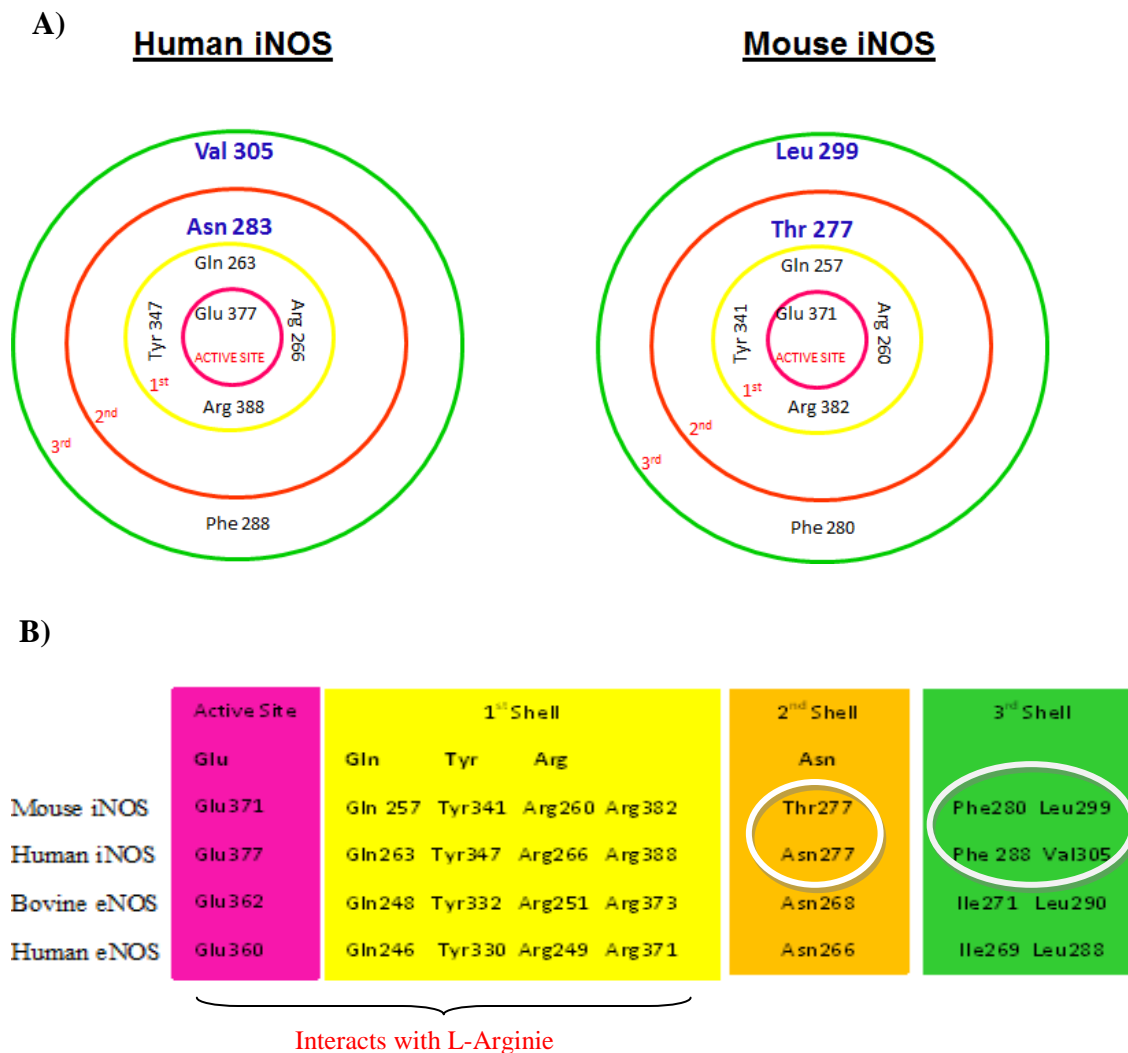 A)
Human iNOS
Mouse iNOS
Val 305
Asn 283
Gln 263
Tyr 347
Glu 377
Arg 266
ACTIVE SITE
1st
Arg 388
2nd
3rd
Phe 288
Leu 299
Thr 277
Gln 257
Tyr 341
Glu 371
Arg 260
ACTIVE SITE
1st
Arg 382
2nd
3rd
Phe 280
B)
Active Site 1st Shell 2nd Shell 3rd Shell
Glu Gln Tyr Arg Asn
Mouse iNOS Glu371 Gln 257 Tyr341 Arg260 Arg382 Thr277 Phe280 Leu299
Human iNOS Glu377 Gln263 Tyr347 Arg266 Arg388 Asn277 Phe 288 Val305
Bovine eNOS Glu362 Gln248 Tyr332 Arg251 Arg373 Asn268 Ile271 Leu290
Human eNOS Glu360 Gln246 Tyr330 Arg249 Arg371 Asn266 Ile269 Leu288
Interacts with L-Arginie